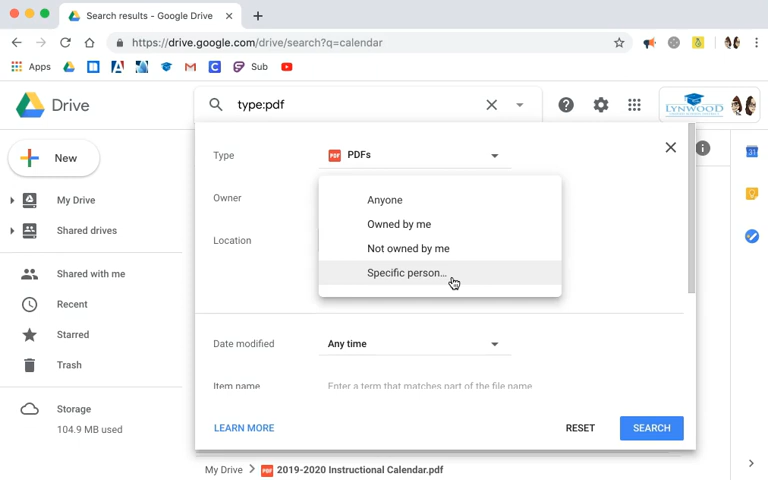 Search results - Google Drive
https://drive.google.com/drive/search?q=calendar
Apps
Sub
Drive
type:pdf
LYNWOOD
New
Type
PDFs
Owner
Anyone
My Drive
Owned by me
Shared drives
Location
Not owned by me
Shared with me
Specific person...
Recent
Starred
Date modified
Any time
Trash
Item name
Enter a term that matches part of the file name
Storage
104.9 MB used
LEARN MORE
RESET
SEARCH
My Drive
PDF
2019-2020 Instructional Calendar.pdf